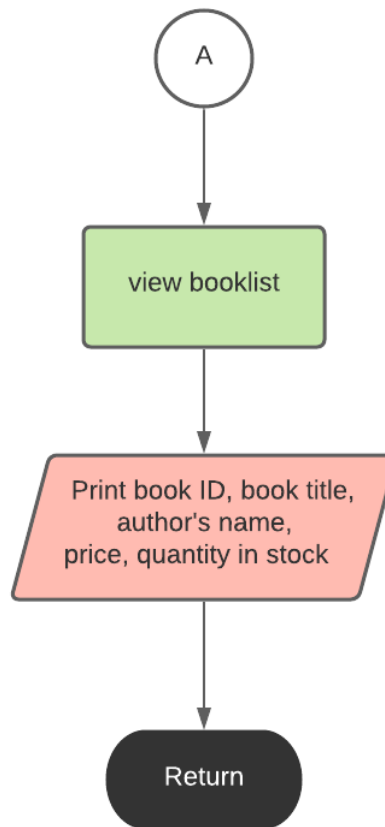 A
view booklist
Print book ID, book title,
author's name,
price, quantity in stock
Return